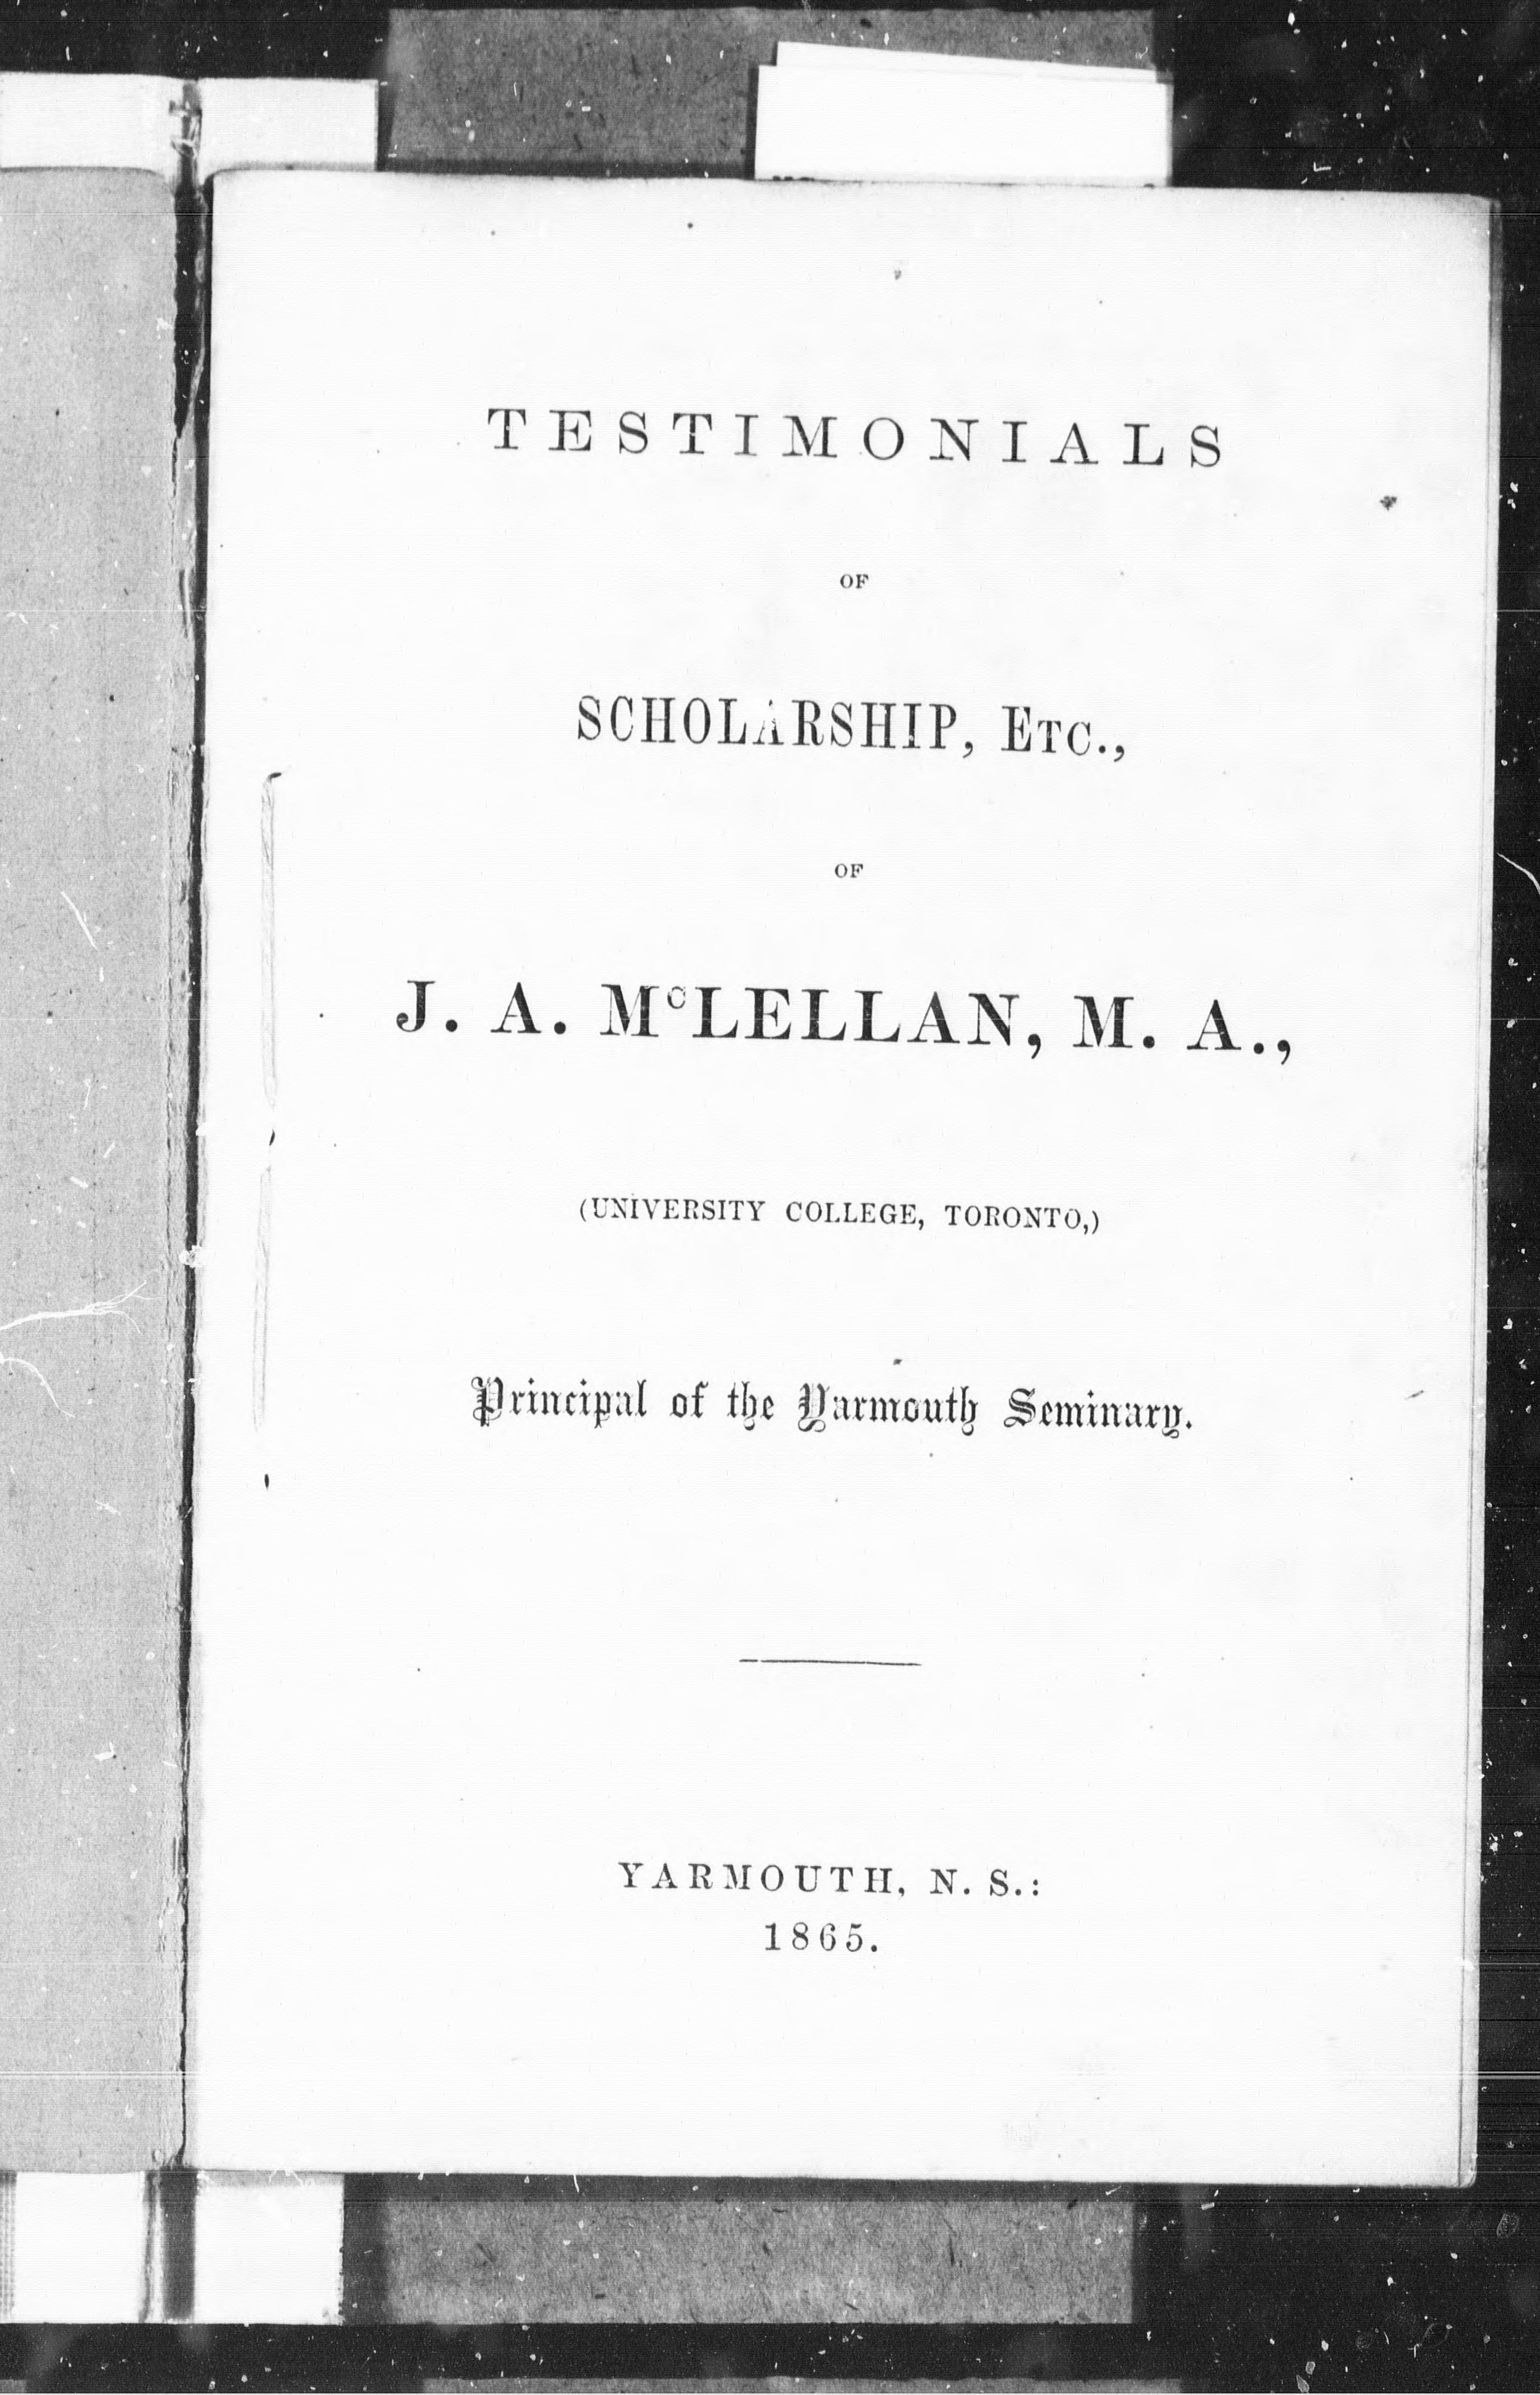 TESTIMONIALS
OF
SCHOLARSHIP, ETC.,
OF
J. A. McLELLAN, M. A.,
(UNIVERSITY COLLEGE, TORONTO,)
Principal of the Yarmouth Seminary.
YARMOUTH, N. S.:
1865.